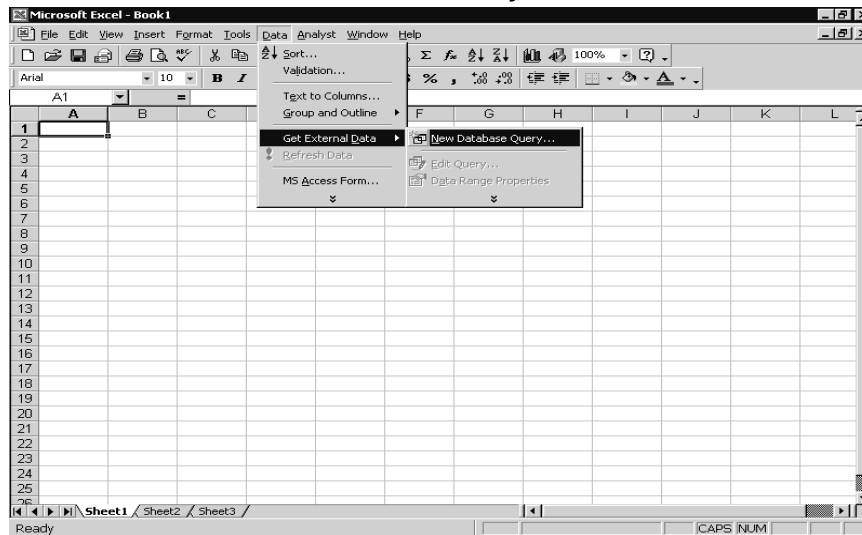 Microsoft Excel - Book1
File Edit View Insert Format Tools Data Analyst Window Help
100%
Arial 10 B I % ,
A1 =
Sort...
Validation...
Text to Columns...
Group and Outline
Get External Data
Refresh Data
MS Access Form...
New Database Query...
Edit Query...
Data Range Properties
A B C F G H I J K L
1
2
3
4
5
6
7
8
9
10
11
12
13
14
15
16
17
18
19
20
21
22
23
24
25
26
Sheet1 Sheet2 Sheet3
Ready CAPS NUM